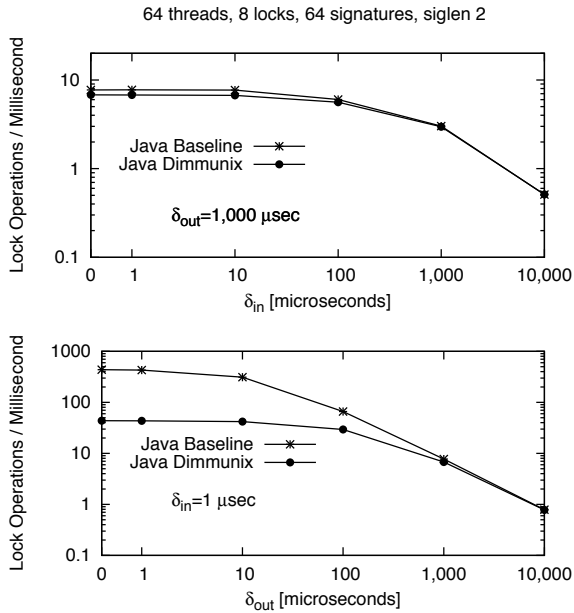 64 threads, 8 locks, 64 signatures, siglen 2
Lock Operations / Millisecond
10
1
0.1
Java Baseline
Java Dimmunix
δout=1,000 μsec
0 1 10 100 1,000 10,000
δin [microseconds]
Lock Operations / Millisecond
1000
100
10
1
0.1
Java Baseline
Java Dimmunix
δin=1 μsec
0 1 10 100 1,000 10,000
δout [microseconds]